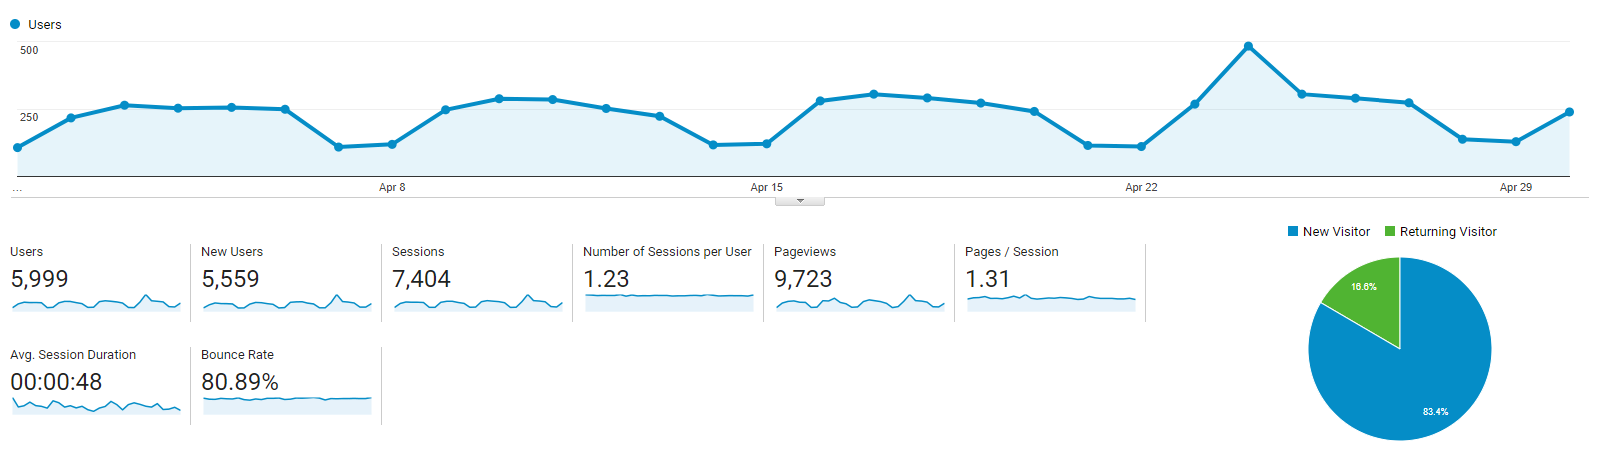 Users
500
250
...
Apr 8
Apr 15
Apr 22
Apr 29
New Visitor
Returning Visitor
Users
New Users
Sessions
Number of Sessions per User
Pageviews
Pages / Session
5,999
5,559
7,404
1.23
9,723
1.31
16.6%
Avg. Session Duration
Bounce Rate
00:00:48
80.89%
83.4%